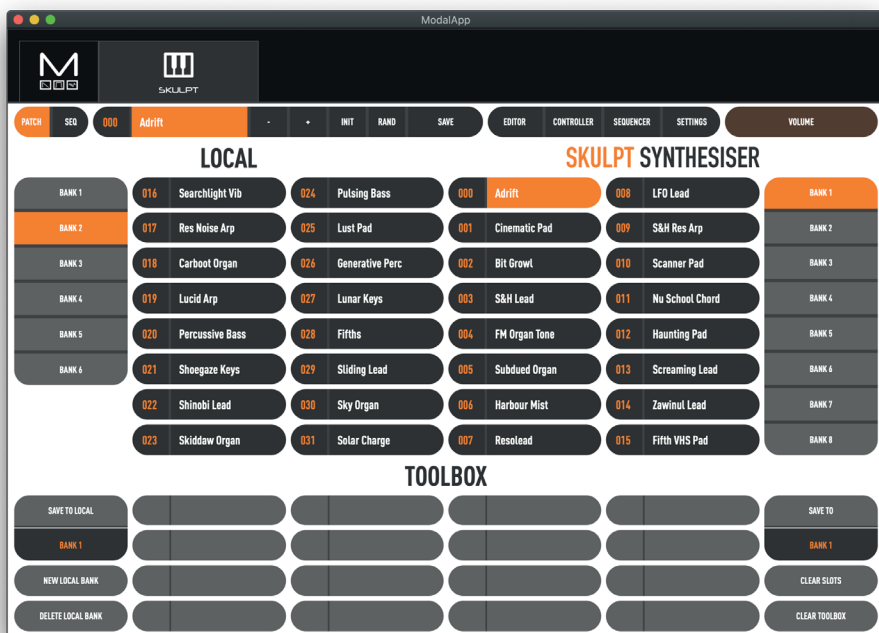 ModalApp
SKULPT
PATCH SEQ 000 Adrift - + INIT RAND SAVE EDITOR CONTROLLER SEQUENCER SETTINGS VOLUME
LOCAL SKULPT SYNTHESISER
BANK 1 016 Searchlight Vib 024 Pulsing Bass 000 Adrift 008 LFO Lead BANK 1
BANK 2 017 Res Noise Arp 025 Lust Pad 001 Cinematic Pad 009 S&H Res Arp BANK 2
BANK 3 018 Carboot Organ 026 Generative Perc 002 Bit Growl 010 Scanner Pad BANK 3
BANK 4 019 Lucid Arp 027 Lunar Keys 003 S&H Lead 011 Nu School Chord BANK 4
BANK 5 020 Percussive Bass 028 Fifths 004 FM Organ Tone 012 Haunting Pad BANK 5
BANK 6 021 Shoegaze Keys 029 Sliding Lead 005 Subdued Organ 013 Screaming Lead BANK 6
022 Shinobi Lead 030 Sky Organ 006 Harbour Mist 014 Zawinul Lead BANK 7
023 Skiddaw Organ 031 Solar Charge 007 Resolead 015 Fifth VHS Pad BANK 8
TOOLBOX
SAVE TO LOCAL SAVE TO
BANK 1 BANK 1
NEW LOCAL BANK CLEAR SLOTS
DELETE LOCAL BANK CLEAR TOOLBOX